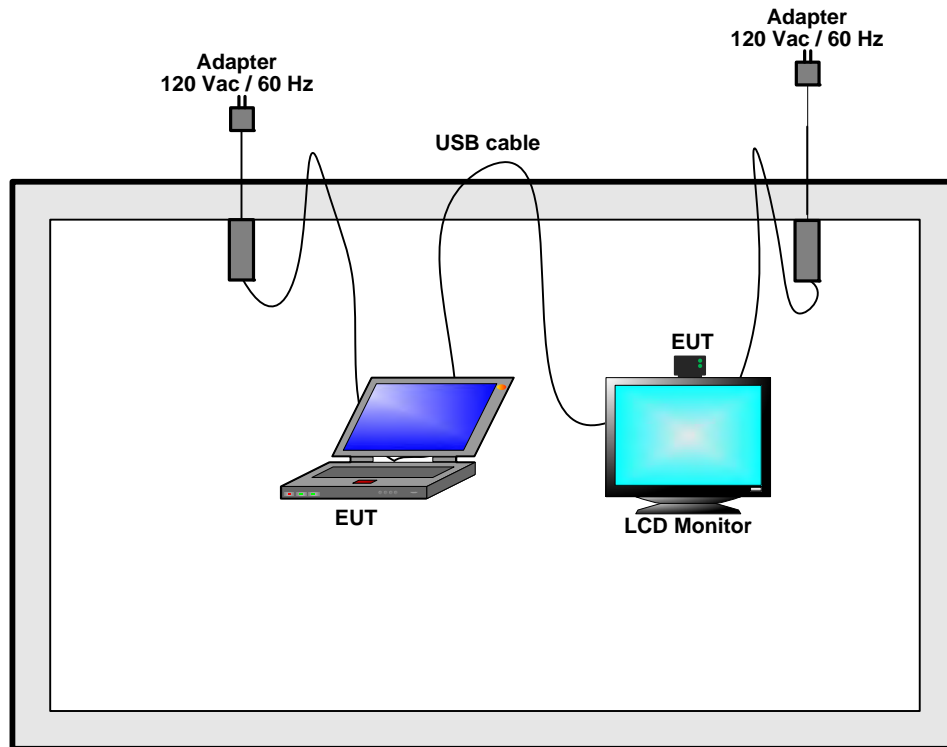 Adapter
120 Vac / 60 Hz
Adapter
120 Vac / 60 Hz
USB cable
EUT
EUT
LCD Monitor